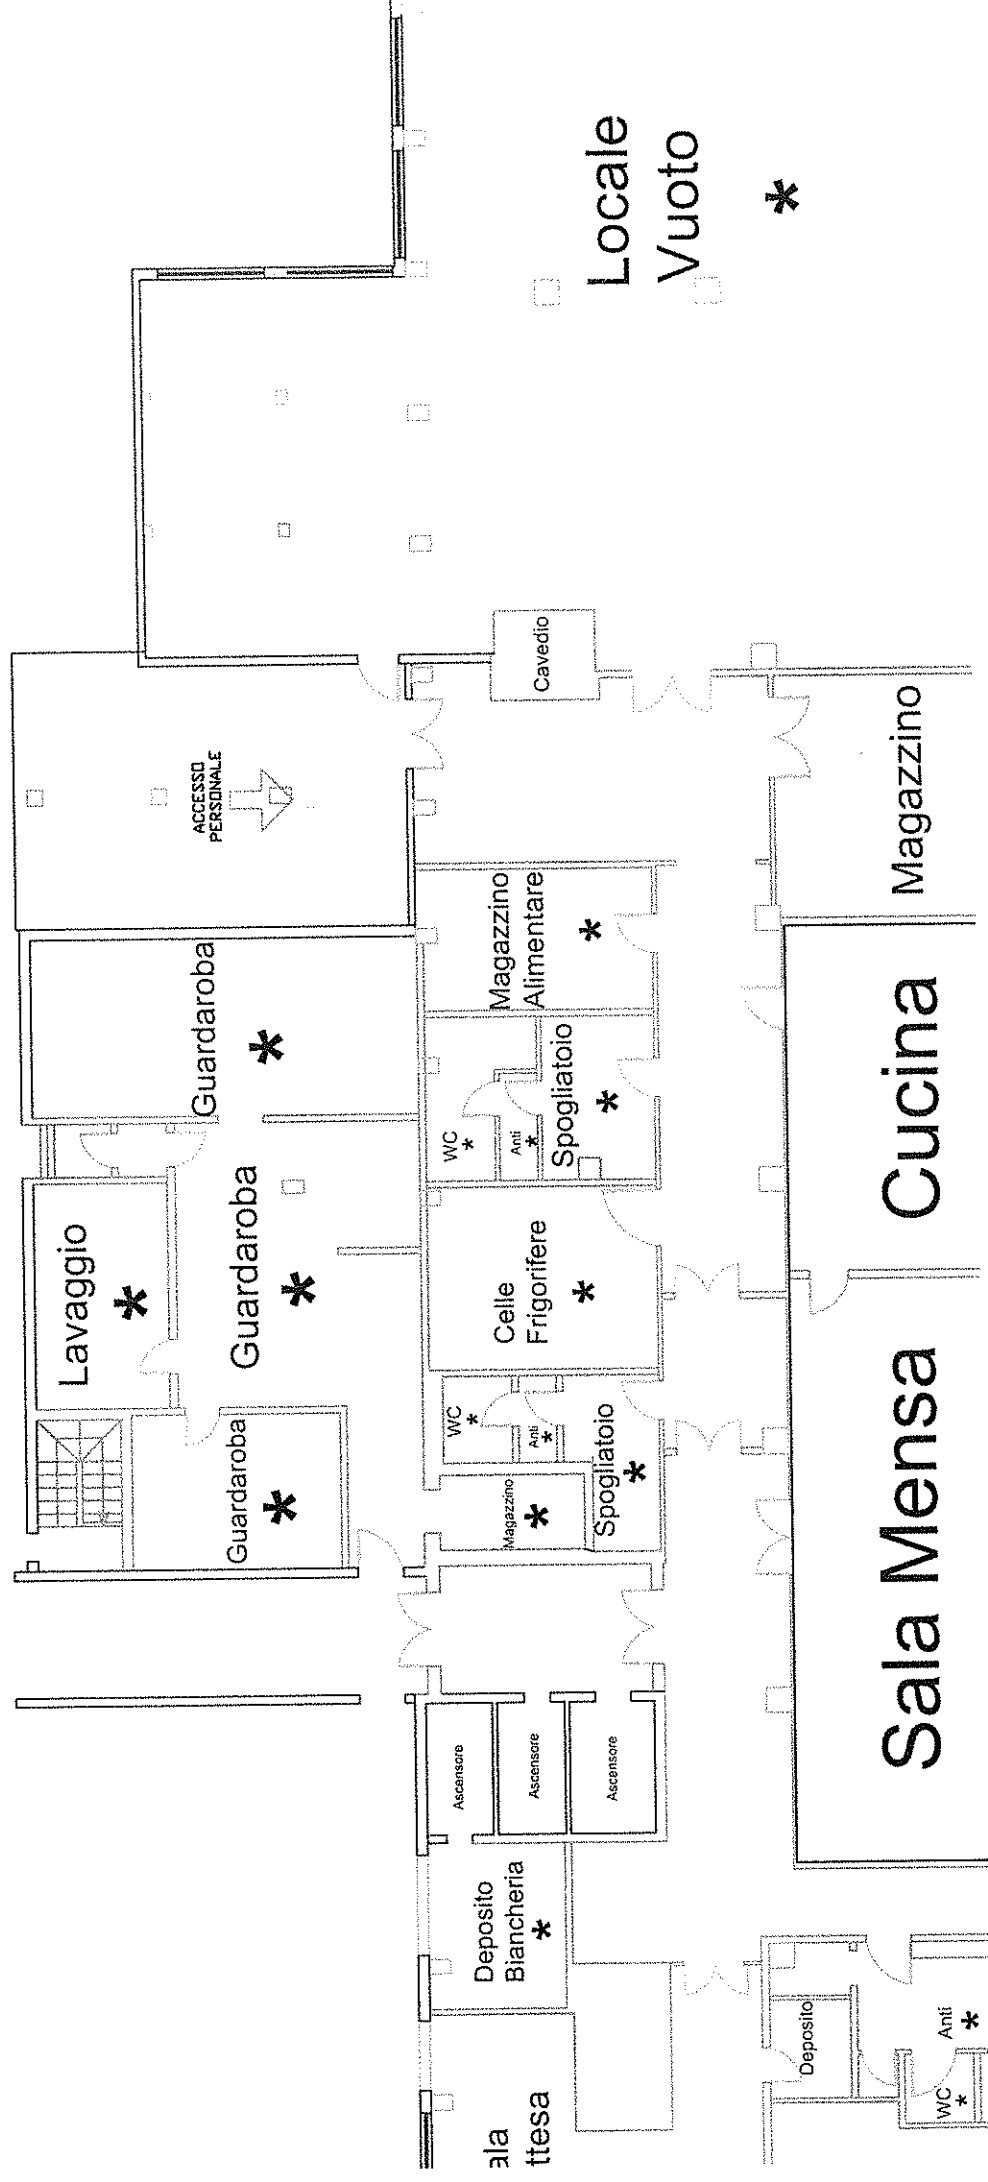 Locale
Vuoto
*
Cavedio
ACCESSO
PERSONALE
Magazzino
Magazzino
Alimentare
*
Guardaroba
*
WC
*
Anti
*
Spogliatoio
*
Cucina
Lavaggio
*
Guardaroba
*
Celle
Frigorifere
*
Guardaroba
*
WC
*
Anti
*
Magazzino
*
Spogliatoio
*
Sala Mensa
Ascensore
Ascensore
Ascensore
Deposito
Biancheria
*
ala
ttesa
Deposito
Anti
*
WC
*